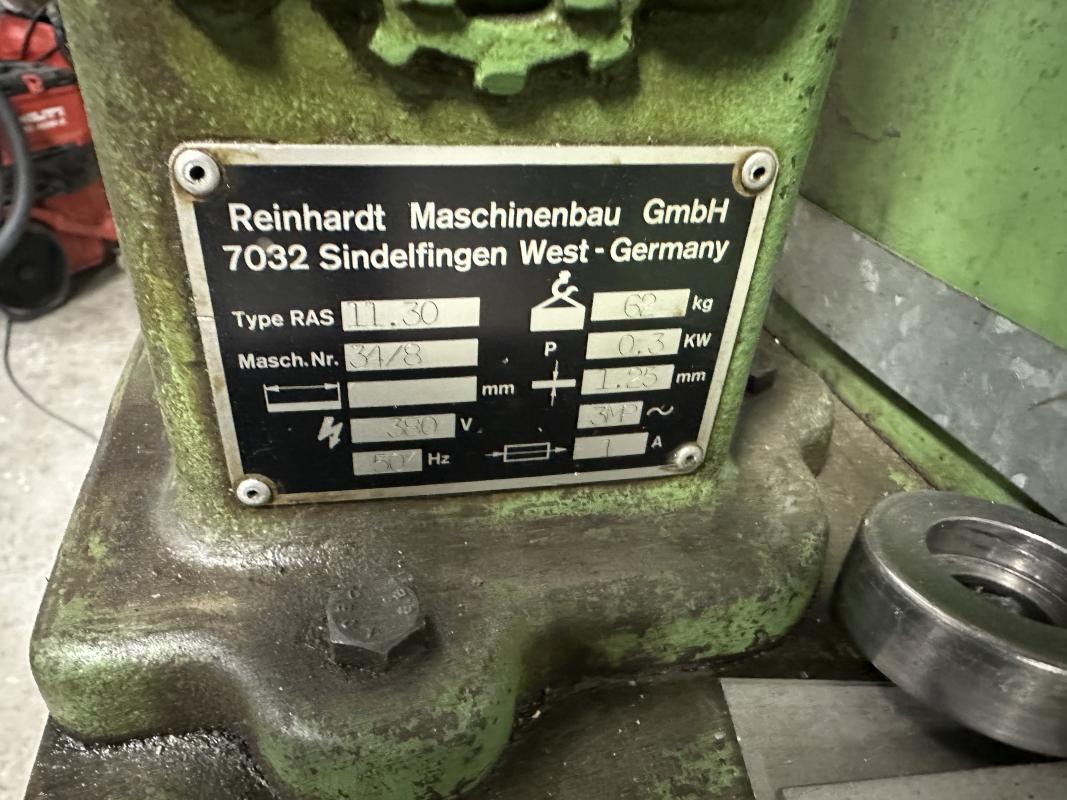 Reinhardt Maschinenbau GmbH
7032 Sindelfingen West-Germany
Type RAS 11.30
62 kg
Masch.Nr. 34/8
P 0.3 KW
mm
1.25 mm
380 V
3MP ~
50/ Hz
1 A